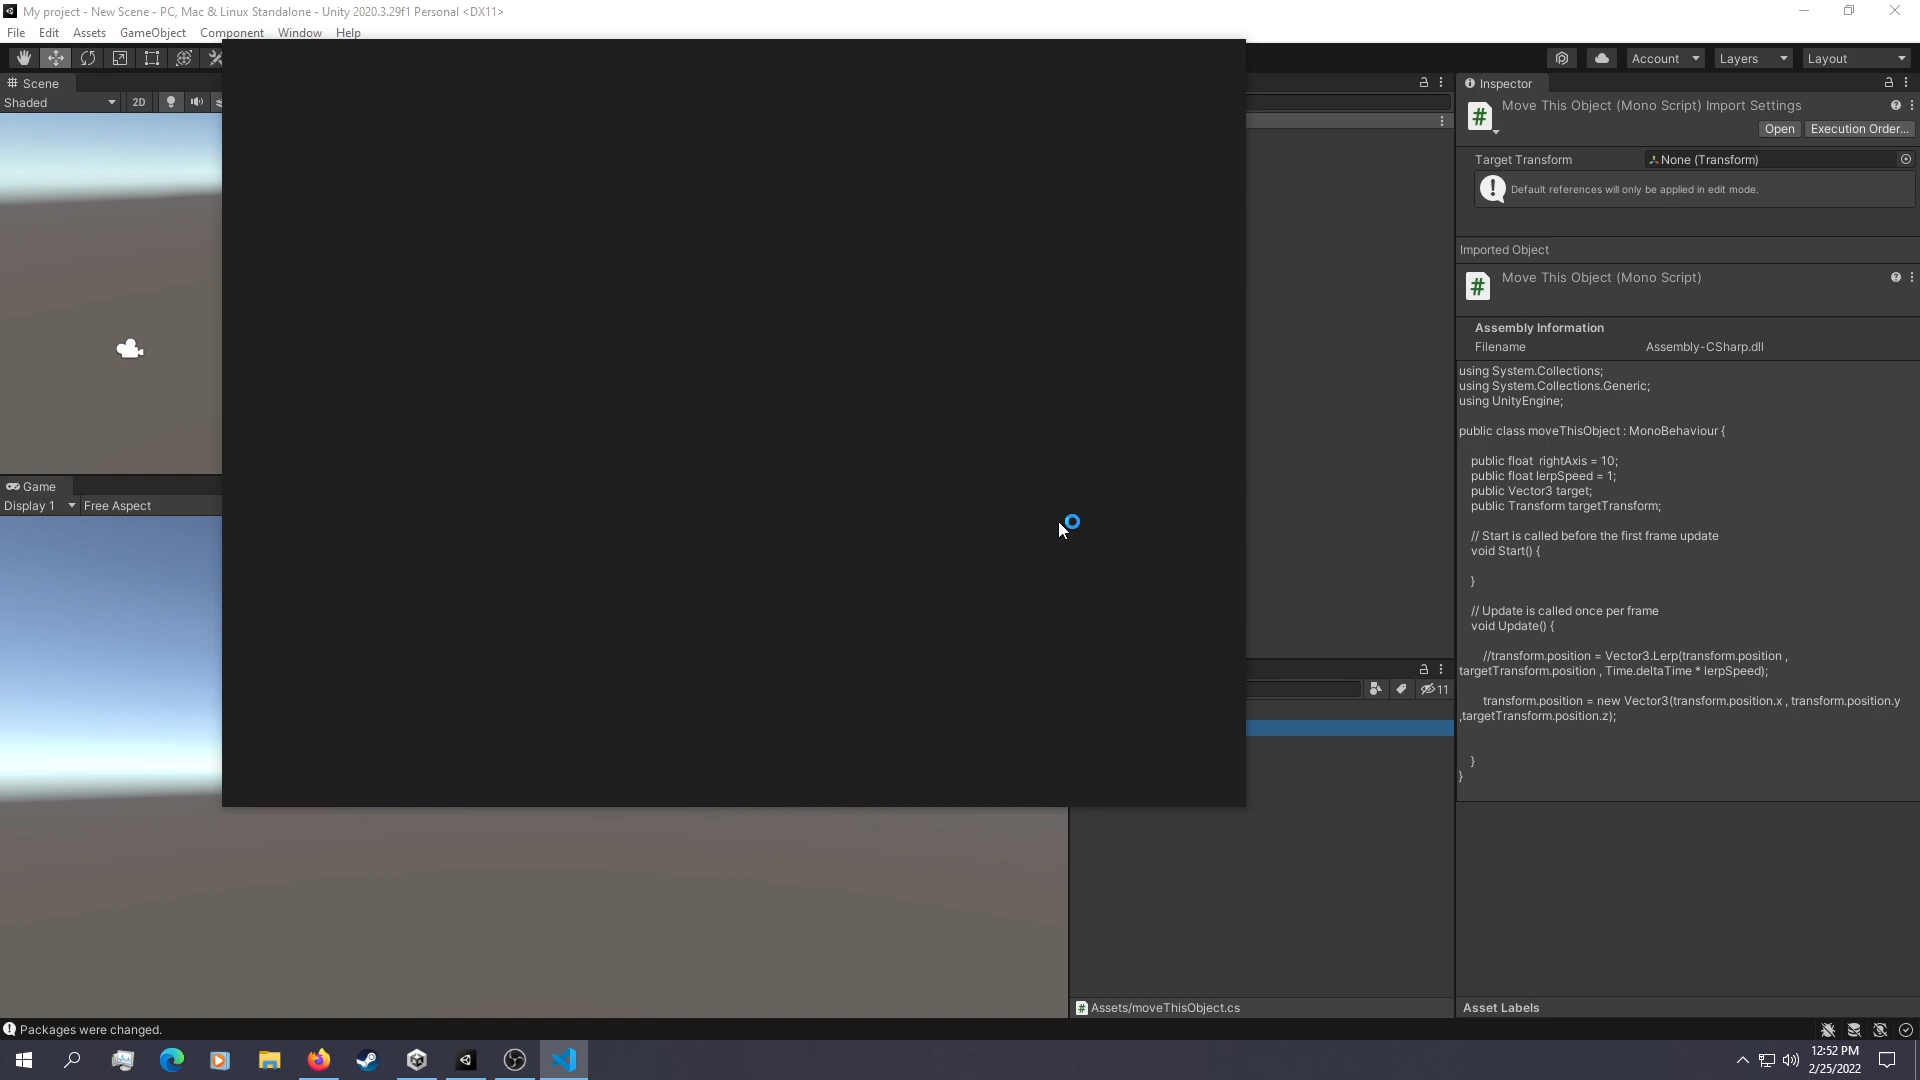 My project - New Scene - PC, Mac & Linux Standalone - Unity 2020.3.29f1 Personal <DX11>
File Edit Assets GameObject Component Window Help
Account Layers Layout
Scene
Shaded 2D
Inspector
Move This Object (Mono Script) Import Settings
Open Execution Order...
Target Transform None (Transform)
Default references will only be applied in edit mode.
Imported Object
Move This Object (Mono Script)
Assembly Information
Filename Assembly-CSharp.dll
using System.Collections;
using System.Collections.Generic;
using UnityEngine;
public class moveThisObject : MonoBehaviour {
public float  rightAxis = 10;
public float lerpSpeed = 1;
public Vector3 target;
public Transform targetTransform;
// Start is called before the first frame update
void Start() {
}
// Update is called once per frame
void Update() {
//transform.position = Vector3.Lerp(transform.position ,
targetTransform.position , Time.deltaTime * lerpSpeed);
transform.position = new Vector3(transform.position.x , transform.position.y
,targetTransform.position.z);
}
}
Asset Labels
Game
Display 1 Free Aspect
11
Assets/moveThisObject.cs
Packages were changed.
12:52 PM
2/25/2022